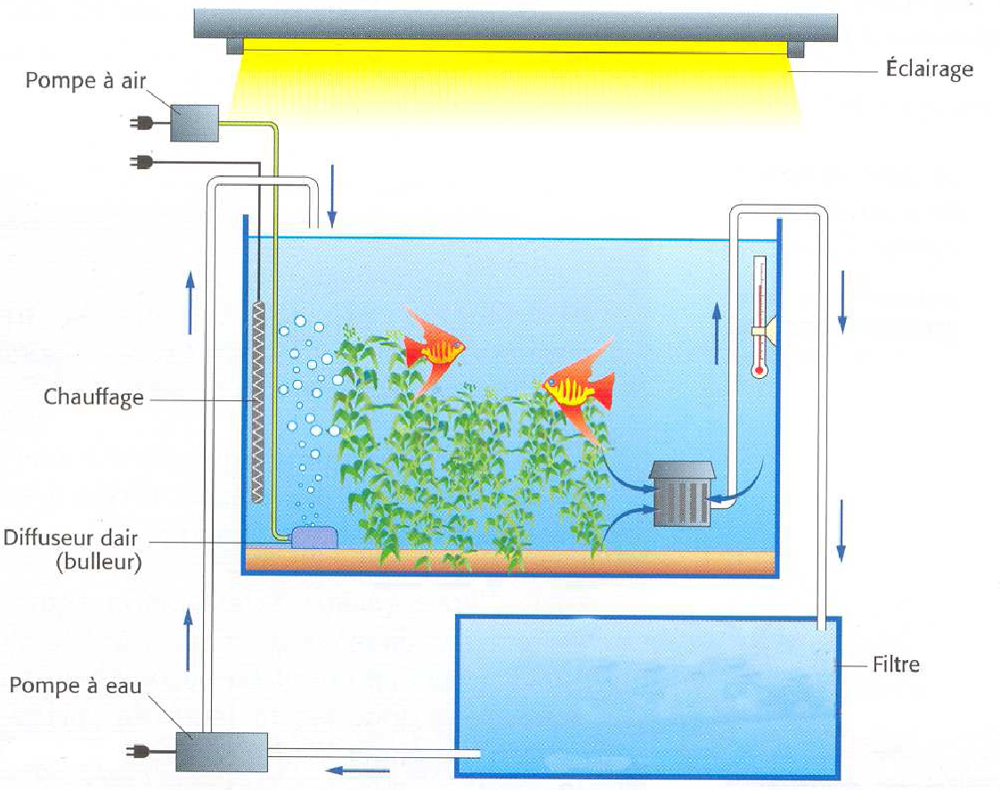 Éclairage
Pompe à air
Chauffage
Diffuseur dair
(bulleur)
Pompe à eau
Filtre